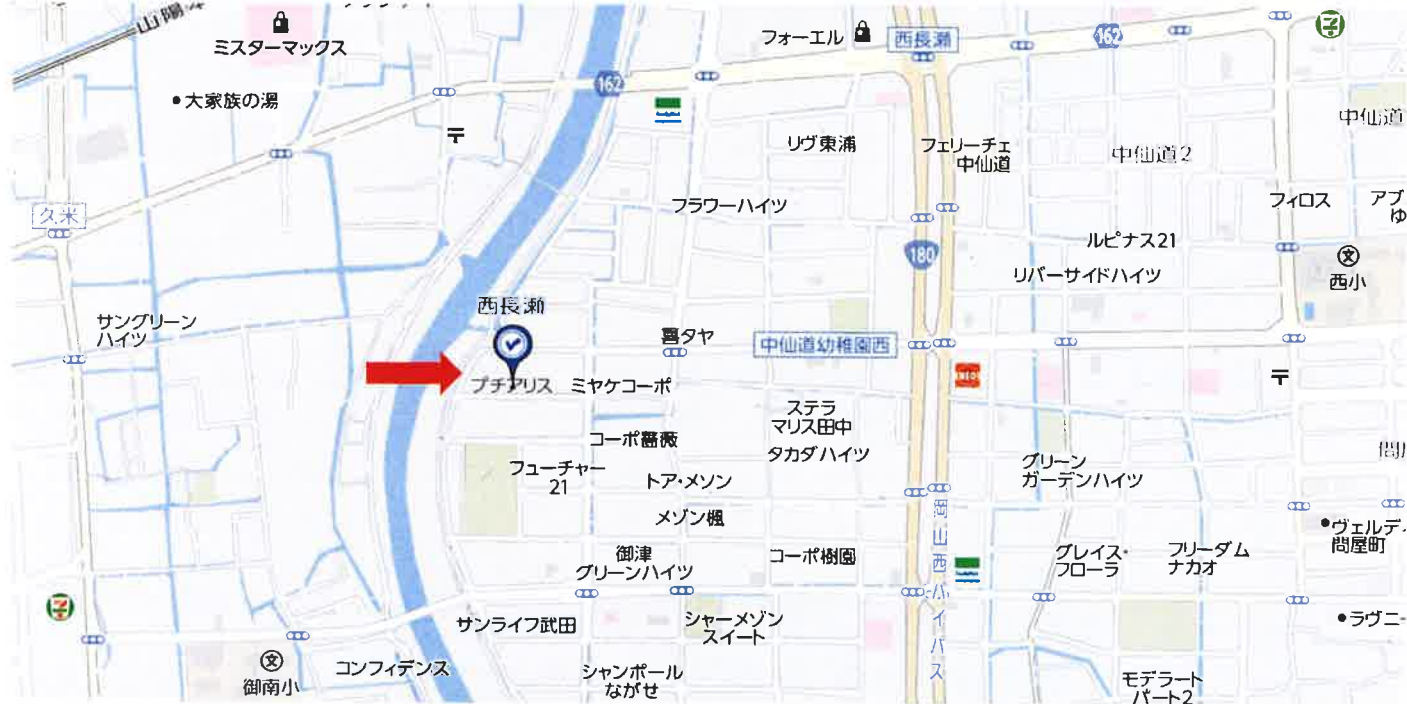 山陽本
ミスターマックス
フォーエル
西長瀬
162
162
大家族の湯
〒
中仙道
リヴ東浦
フェリーチェ
中仙道
中仙道2
久米
フラワーハイツ
フィロス
アブ
ゆ
180
ルピナス21
文
リバーサイドハイツ
西小
西長瀬
サングリーン
ハイツ
喜多ヤ
中仙道幼稚園西
プチアリス
ミヤケコーポ
〒
ステラ
マリス田中
コーポ薔薇
タカダハイツ
フューチャー
21
トア・メゾン
グリーン
ガーデンハイツ
メゾン楓
岡山西バイパス
ヴェルデ
問屋町
御津
グリーンハイツ
コーポ樹園
グレイス・
フローラ
フリーダム
ナカオ
サンライフ武田
シャーメゾン
スイート
ラヴニー
文
御南小
コンフィデンス
シャンポール
ながせ
モデラート
パート2